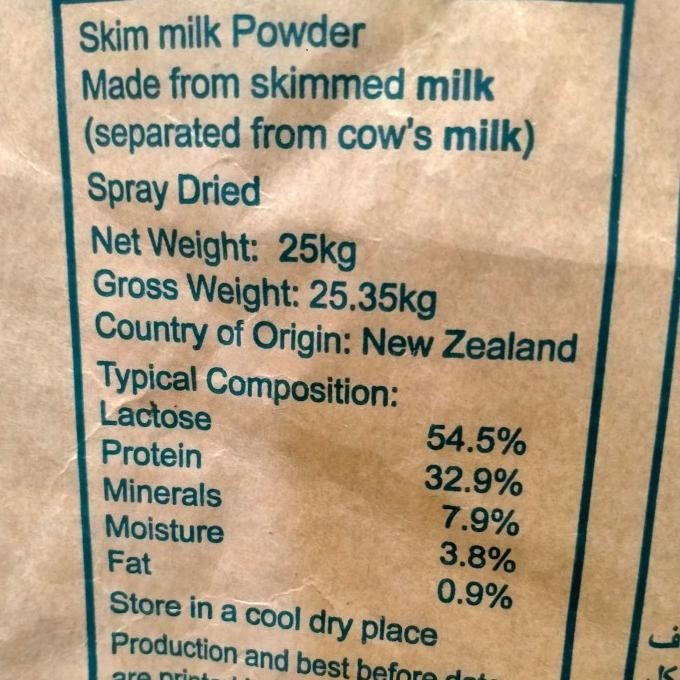 Skim milk Powder
Made from skimmed milk
(separated from cow's milk)
Spray Dried
Net Weight: 25kg
Gross Weight: 25.35kg
Country of Origin: New Zealand
Typical Composition:
Lactose 54.5%
Protein 32.9%
Minerals 7.9%
Moisture 3.8%
Fat 0.9%
Store in a cool dry place
Production and best before
are